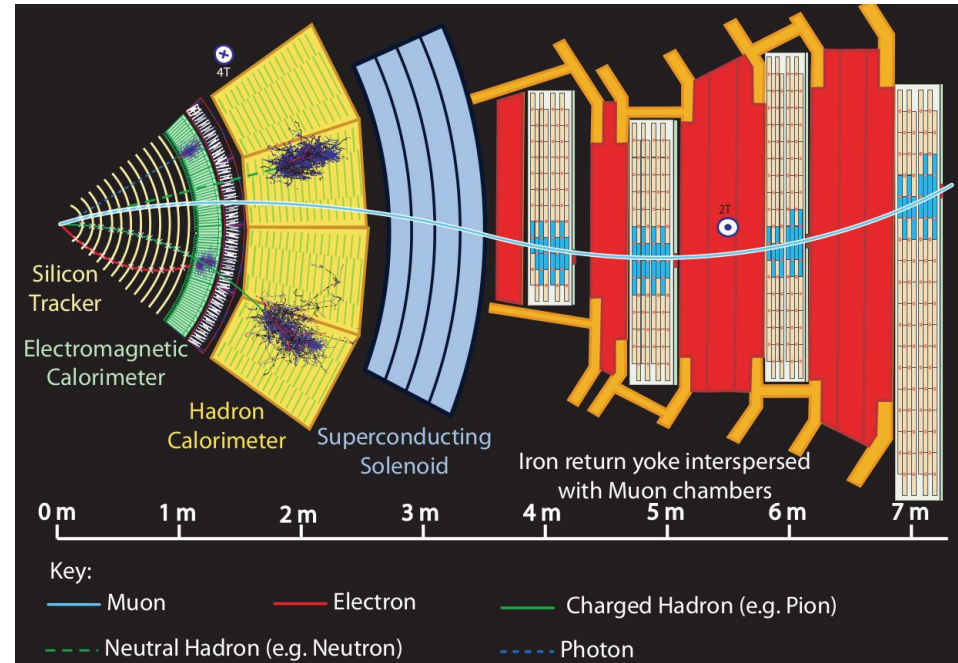 4T
2T
Silicon
Tracker
Electromagnetic
Calorimeter
Hadron
Calorimeter
Superconducting
Solenoid
Iron return yoke interspersed
with Muon chambers
0 m 1 m 2 m 3 m 4 m 5 m 6 m 7 m
Key:
Muon Electron Charged Hadron (e.g. Pion)
Neutral Hadron (e.g. Neutron) Photon